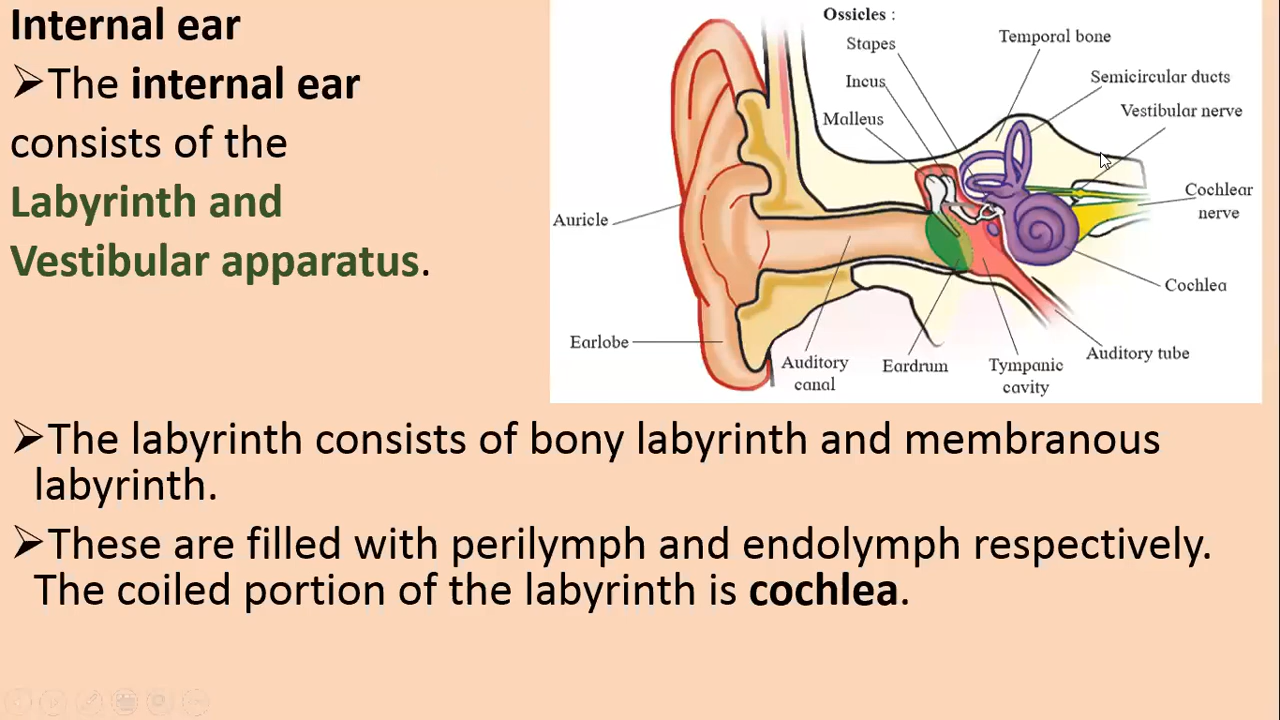 Internal ear
➢The internal ear
consists of the
Labyrinth and
Vestibular apparatus.
Ossicles :
Stapes
Incus
Malleus
Temporal bone
Semicircular ducts
Vestibular nerve
Cochlear
nerve
Cochlea
Auditory tube
Tympanic
cavity
Eardrum
Auditory
canal
Earlobe
Auricle
➢The labyrinth consists of bony labyrinth and membranous
labyrinth.
➢These are filled with perilymph and endolymph respectively.
The coiled portion of the labyrinth is cochlea.